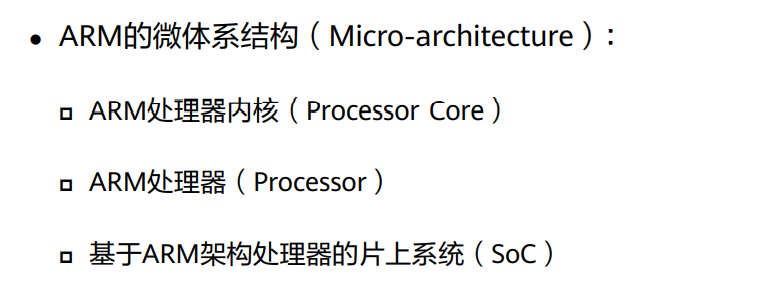 • ARM的微体系结构（Micro-architecture）：
▫ ARM处理器内核（Processor Core）
▫ ARM处理器（Processor）
▫ 基于ARM架构处理器的片上系统（SoC）